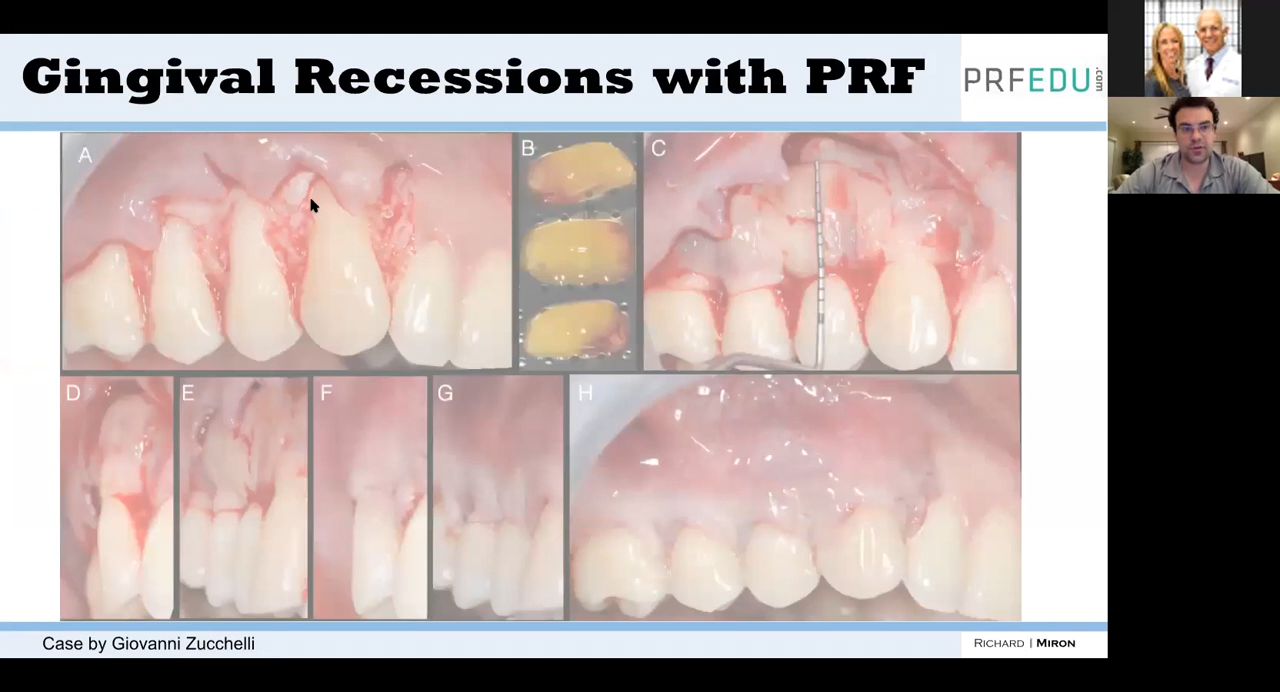 Gingival Recessions with PRF
PRFEDU.com
A
B
C
D
E
F
G
H
Case by Giovanni Zucchelli
RICHARD | MIRON